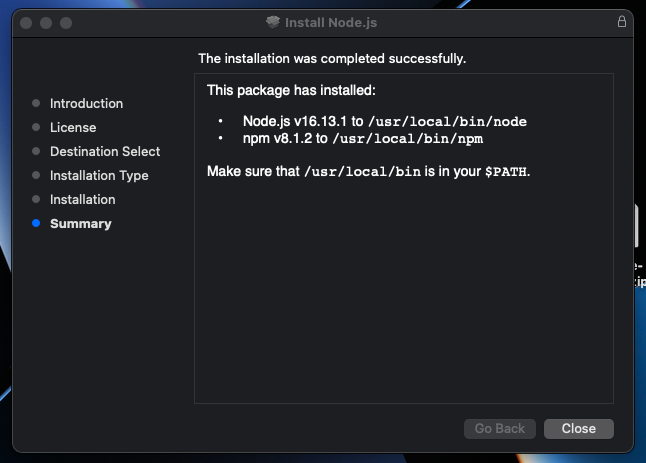 Install Node.js
The installation was completed successfully.
Introduction
License
Destination Select
Installation Type
Installation
Summary
This package has installed:
• Node.js v16.13.1 to /usr/local/bin/node
• npm v8.1.2 to /usr/local/bin/npm
Make sure that /usr/local/bin is in your $PATH.
e-
zip
Go Back
Close